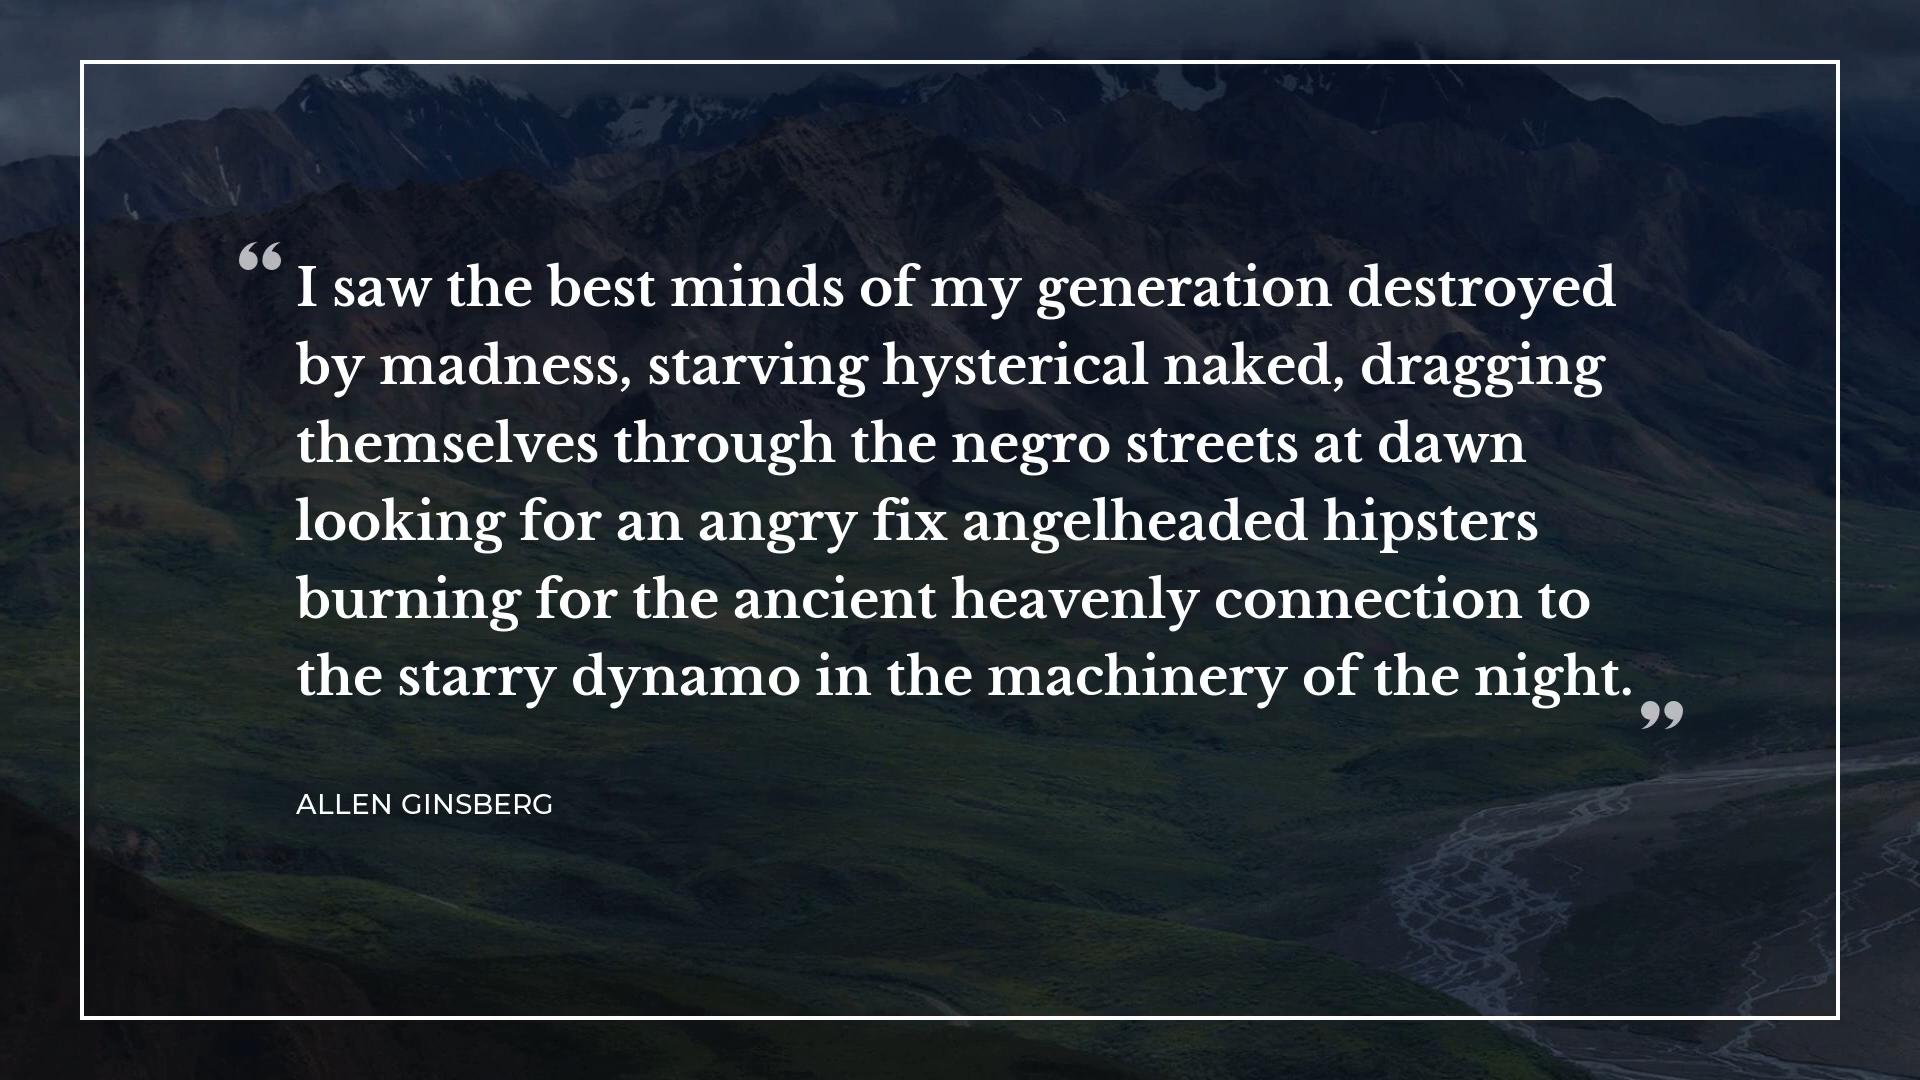 “I saw the best minds of my generation destroyed
by madness, starving hysterical naked, dragging
themselves through the negro streets at dawn
looking for an angry fix angelheaded hipsters
burning for the ancient heavenly connection to
the starry dynamo in the machinery of the night.”
ALLEN GINSBERG